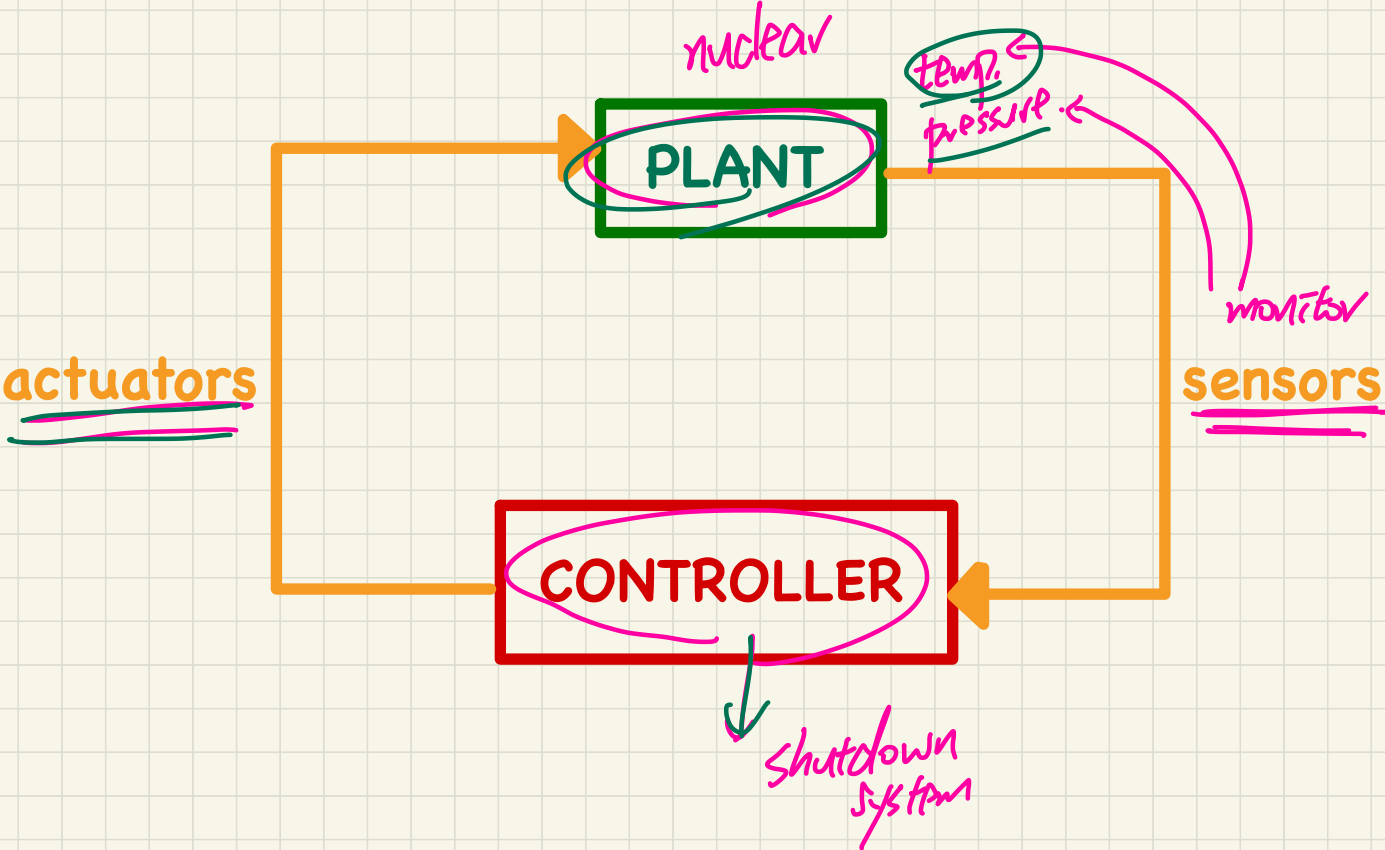 nuclear
temp.
pressure
PLANT
monitor
actuators
sensors
CONTROLLER
shutdown
system